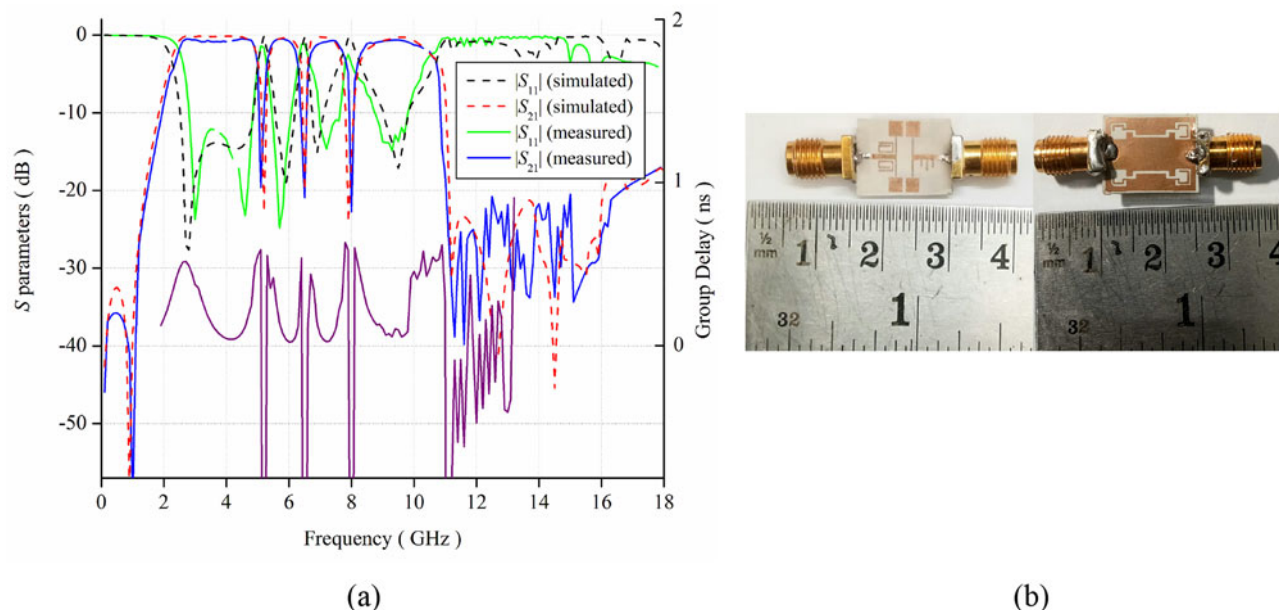 0
-10
-20
-30
-40
-50
S parameters ( dB )
0 2 4 6 8 10 12 14 16 18
Frequency ( GHz )
2
1
0
Group Delay ( ns )
|S11| (simulated)
|S21| (simulated)
|S11| (measured)
|S21| (measured)
(a)
½
mm
1 2 3 4
32
1
½
mm
1 2 3 4
32
1
(b)